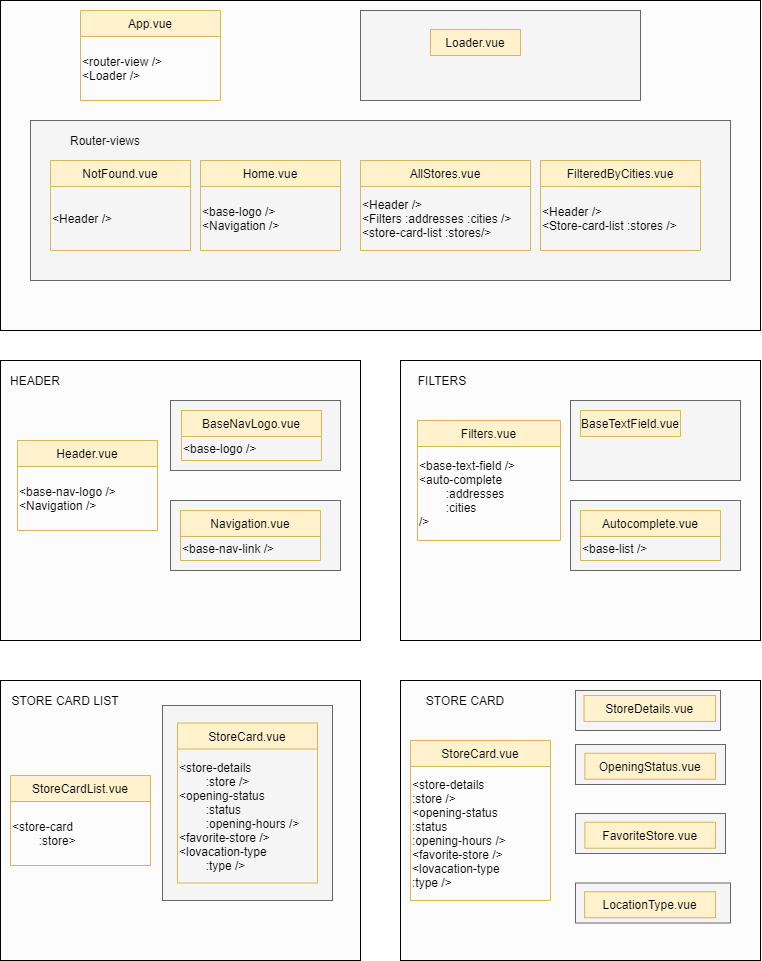 App.vue
<router-view />
<Loader />
Loader.vue
Router-views
NotFound.vue
<Header />
Home.vue
<base-logo />
<Navigation />
AllStores.vue
<Header />
<Filters :addresses :cities />
<store-card-list :stores/>
FilteredByCities.vue
<Header />
<Store-card-list :stores />
HEADER
Header.vue
<base-nav-logo />
<Navigation />
BaseNavLogo.vue
<base-logo />
Navigation.vue
<base-nav-link />
FILTERS
Filters.vue
<base-text-field />
<auto-complete
:addresses
:cities
/>
BaseTextField.vue
Autocomplete.vue
<base-list />
STORE CARD LIST
StoreCardList.vue
<store-card
:store>
StoreCard.vue
<store-details
:store />
<opening-status
:status
:opening-hours />
<favorite-store />
<lovacation-type
:type />
STORE CARD
StoreCard.vue
<store-details
:store />
<opening-status
:status
:opening-hours />
<favorite-store />
<lovacation-type
:type />
StoreDetails.vue
OpeningStatus.vue
FavoriteStore.vue
LocationType.vue